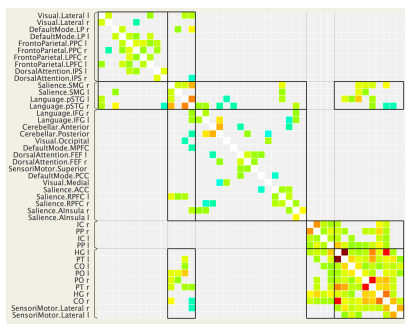 Visual.Lateral l
Visual.Lateral r
DefaultMode.LP r
DefaultMode.LP l
FrontoParietal.PPC l
FrontoParietal.PPC r
FrontoParietal.LPFC r
FrontoParietal.LPFC l
DorsalAttention.IPS l
DorsalAttention.IPS r
Salience.SMG r
Salience.SMG l
Language.pSTG l
Language.pSTG r
Language.IFG r
Language.IFG l
Cerebellar.Anterior
Cerebellar.Posterior
Visual.Occipital
DefaultMode.MPFC
DorsalAttention.FEF l
DorsalAttention.FEF r
SensoriMotor.Superior
DefaultMode.PCC
Visual.Medial
Salience.ACC
Salience.RPFC l
Salience.RPFC r
Salience.AInsula r
Salience.AInsula l
IC r
PP r
IC l
PP l
HG l
PT l
CO l
PO l
PO r
PT r
HG r
CO r
SensoriMotor.Lateral r
SensoriMotor.Lateral l